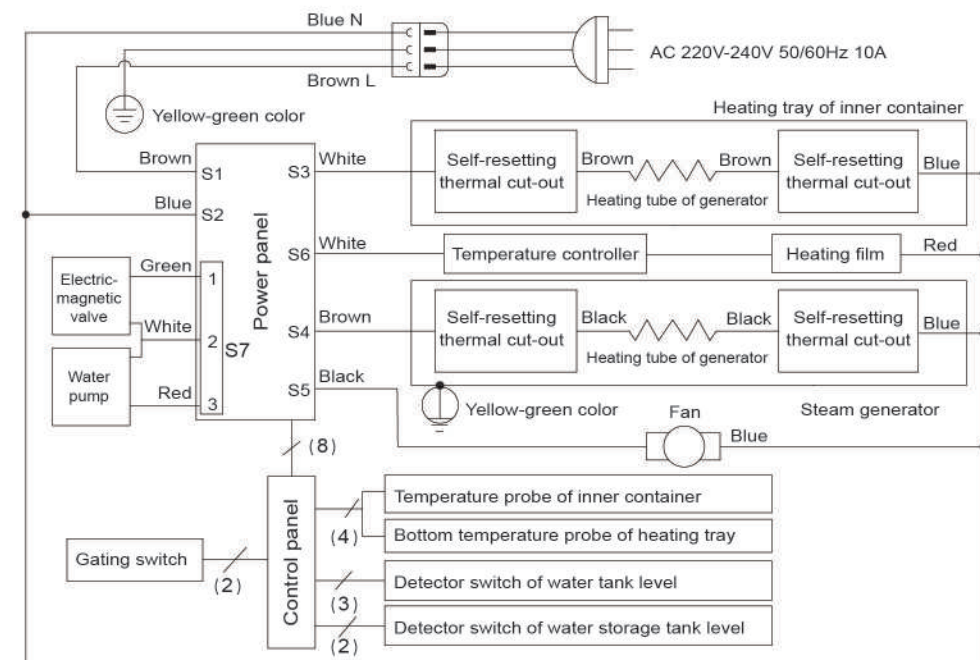 Blue N
Brown L
AC 220V-240V 50/60Hz 10A
Yellow-green color
Heating tray of inner container
Brown
S1
Blue
S2
Power panel
S3
White
Self-resetting
thermal cut-out
Brown
Heating tube of generator
Brown
Self-resetting
thermal cut-out
Blue
S6
White
Temperature controller
Heating film
Red
Electric-
magnetic
valve
Green
1
White
2
S7
Water
pump
Red
3
S4
Brown
Self-resetting
thermal cut-out
Black
Heating tube of generator
Black
Self-resetting
thermal cut-out
Blue
S5
Black
Yellow-green color
Steam generator
Fan
Blue
(8)
Control panel
Gating switch
(2)
(4)
Temperature probe of inner container
Bottom temperature probe of heating tray
(3)
Detector switch of water tank level
(2)
Detector switch of water storage tank level